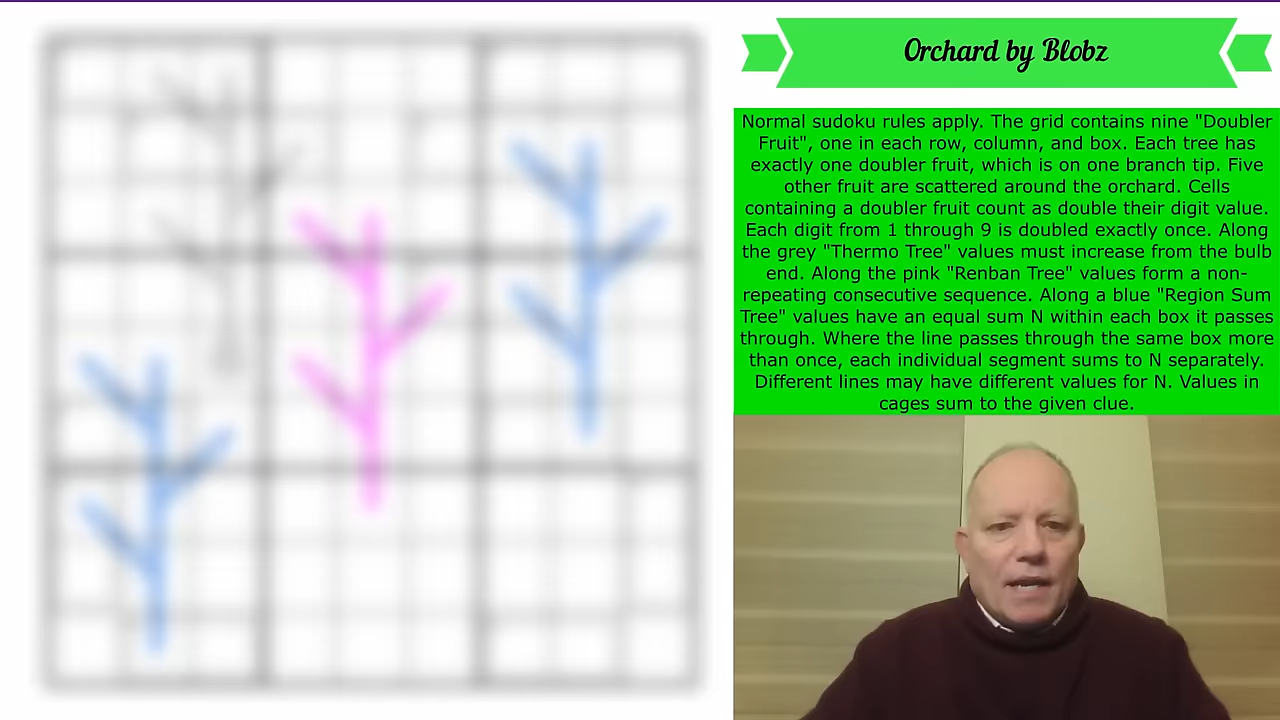 Orchard by Blobz
Normal sudoku rules apply. The grid contains nine "Doubler
Fruit", one in each row, column, and box. Each tree has
exactly one doubler fruit, which is on one branch tip. Five
other fruit are scattered around the orchard. Cells
containing a doubler fruit count as double their digit value.
Each digit from 1 through 9 is doubled exactly once. Along
the grey "Thermo Tree" values must increase from the bulb
end. Along the pink "Renban Tree" values form a non-
repeating consecutive sequence. Along a blue "Region Sum
Tree" values have an equal sum N within each box it passes
through. Where the line passes through the same box more
than once, each individual segment sums to N separately.
Different lines may have different values for N. Values in
cages sum to the given clue.